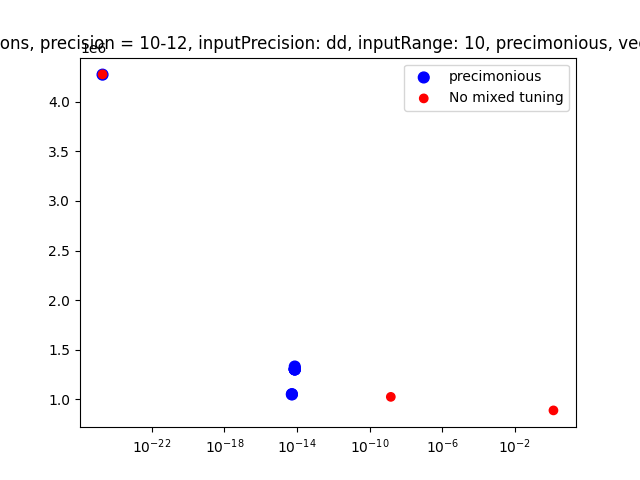 ons, precision = 10-12, inputPrecision: dd, inputRange: 10, precimonious, vec
1e6
precimonious
No mixed tuning
4.0
3.5
3.0
2.5
2.0
1.5
1.0
10⁻²² 10⁻¹⁸ 10⁻¹⁴ 10⁻¹⁰ 10⁻⁶ 10⁻²